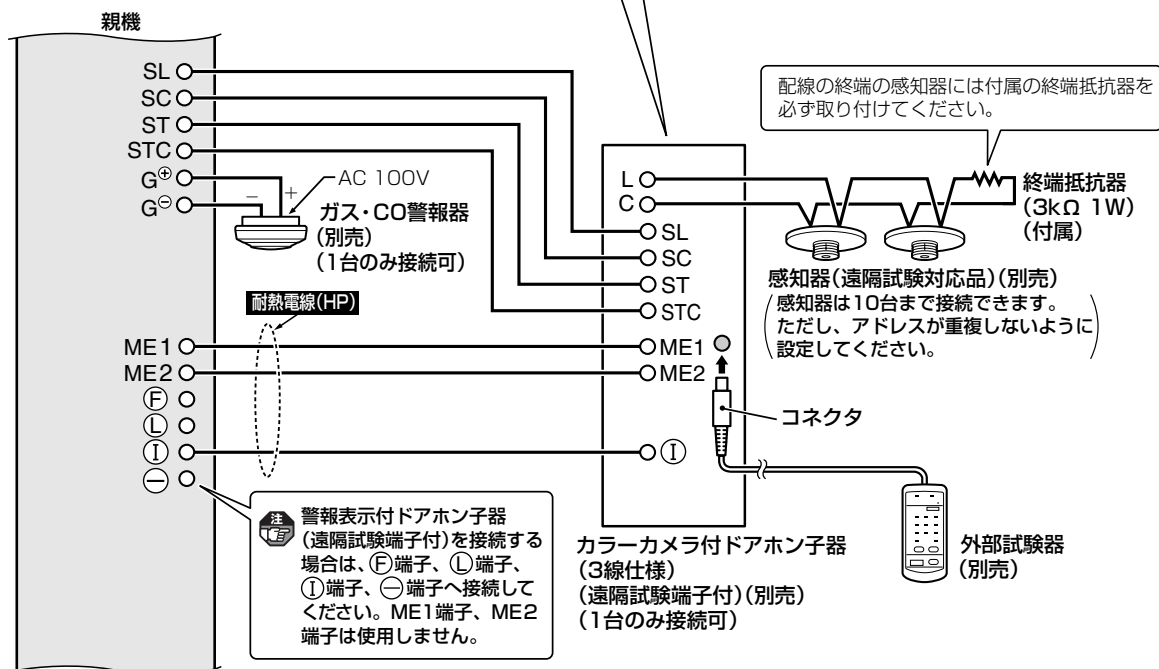 親機
SL
SC
ST
STC
G⊕
G⊖
− +
AC 100V
ガス・CO警報器
(別売)
(1台のみ接続可)
耐熱電線(HP)
ME1
ME2
Ⓕ
Ⓛ
Ⓘ
⊖
注
警報表示付ドアホン子器
(遠隔試験端子付)を接続する
場合は、Ⓕ端子、Ⓛ端子、
Ⓘ端子、⊖端子へ接続して
ください。ME1端子、ME2
端子は使用しません。
L
C
SL
SC
ST
STC
ME1
ME2
Ⓘ
カラーカメラ付ドアホン子器
(3線仕様)
(遠隔試験端子付)(別売)
(1台のみ接続可)
配線の終端の感知器には付属の終端抵抗器を
必ず取り付けてください。
終端抵抗器
(3kΩ 1W)
(付属)
感知器(遠隔試験対応品)(別売)
(感知器は10台まで接続できます。
ただし、アドレスが重複しないように
設定してください。)
コネクタ
外部試験器
(別売)